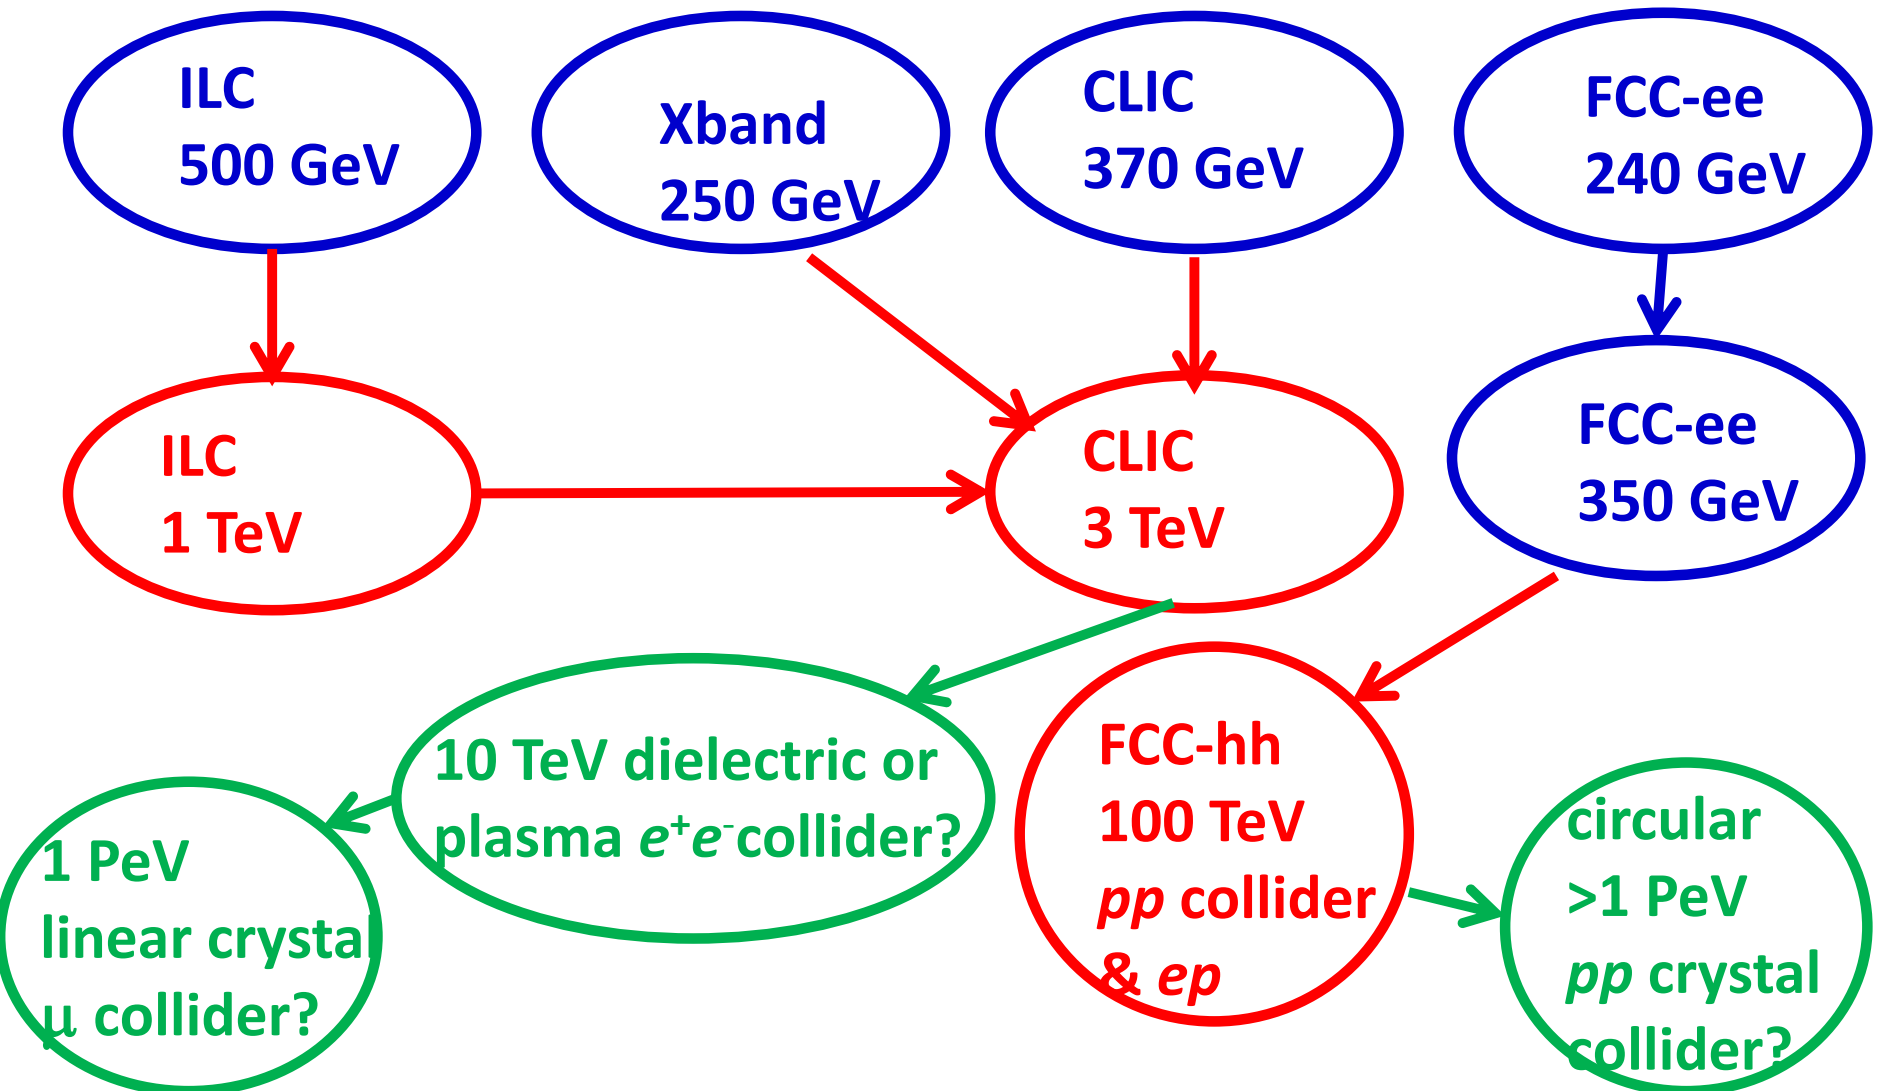 ILC
500 GeV
Xband
250 GeV
CLIC
370 GeV
FCC-ee
240 GeV
ILC
1 TeV
CLIC
3 TeV
FCC-ee
350 GeV
10 TeV dielectric or
plasma e⁺e⁻collider?
1 PeV
linear crystal
μ collider?
FCC-hh
100 TeV
pp collider
& ep
circular
>1 PeV
pp crystal
collider?